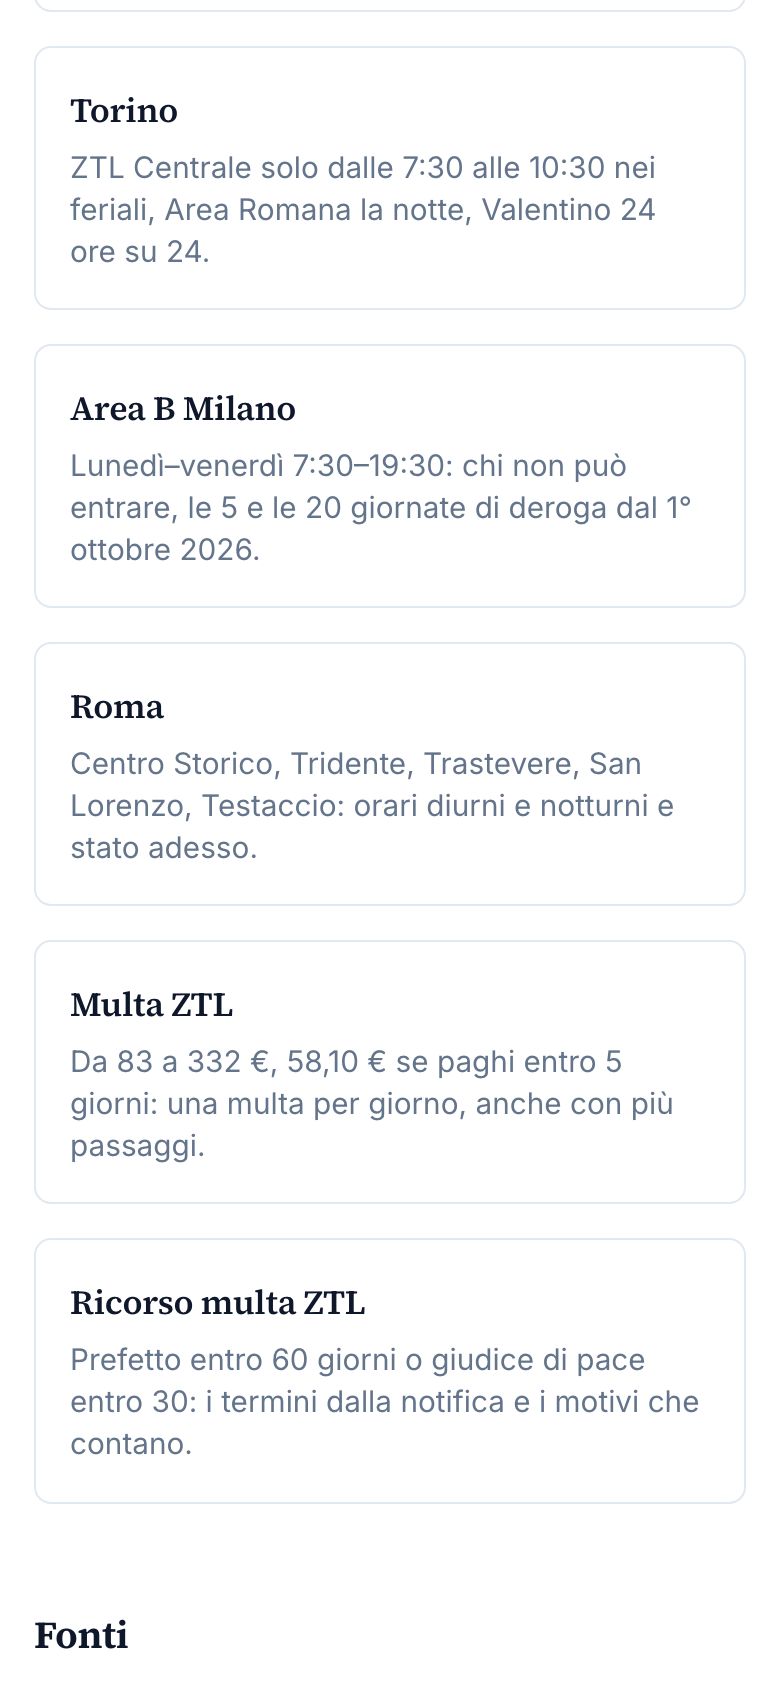 Torino
ZTL Centrale solo dalle 7:30 alle 10:30 nei
feriali, Area Romana la notte, Valentino 24
ore su 24.
Area B Milano
Lunedì–venerdì 7:30–19:30: chi non può
entrare, le 5 e le 20 giornate di deroga dal 1°
ottobre 2026.
Roma
Centro Storico, Tridente, Trastevere, San
Lorenzo, Testaccio: orari diurni e notturni e
stato adesso.
Multa ZTL
Da 83 a 332 €, 58,10 € se paghi entro 5
giorni: una multa per giorno, anche con più
passaggi.
Ricorso multa ZTL
Prefetto entro 60 giorni o giudice di pace
entro 30: i termini dalla notifica e i motivi che
contano.
Fonti